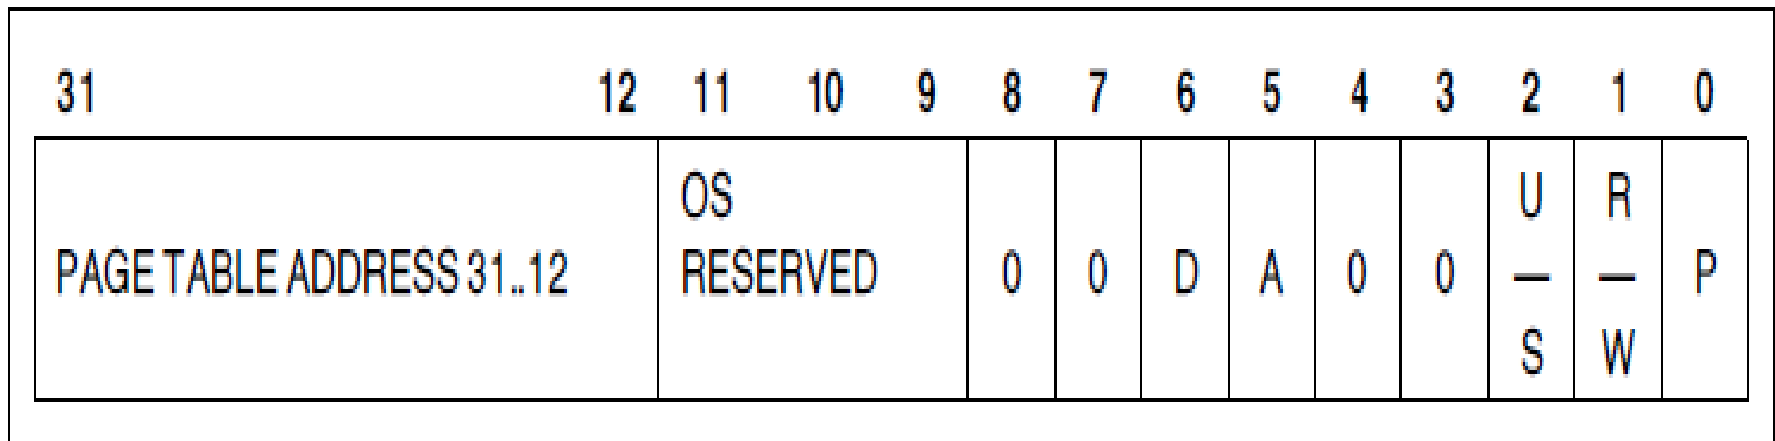 31 12 11 10 9 8 7 6 5 4 3 2 1 0
OS U R
PAGE TABLE ADDRESS 31..12 RESERVED 0 0 D A 0 0 — — P
S W